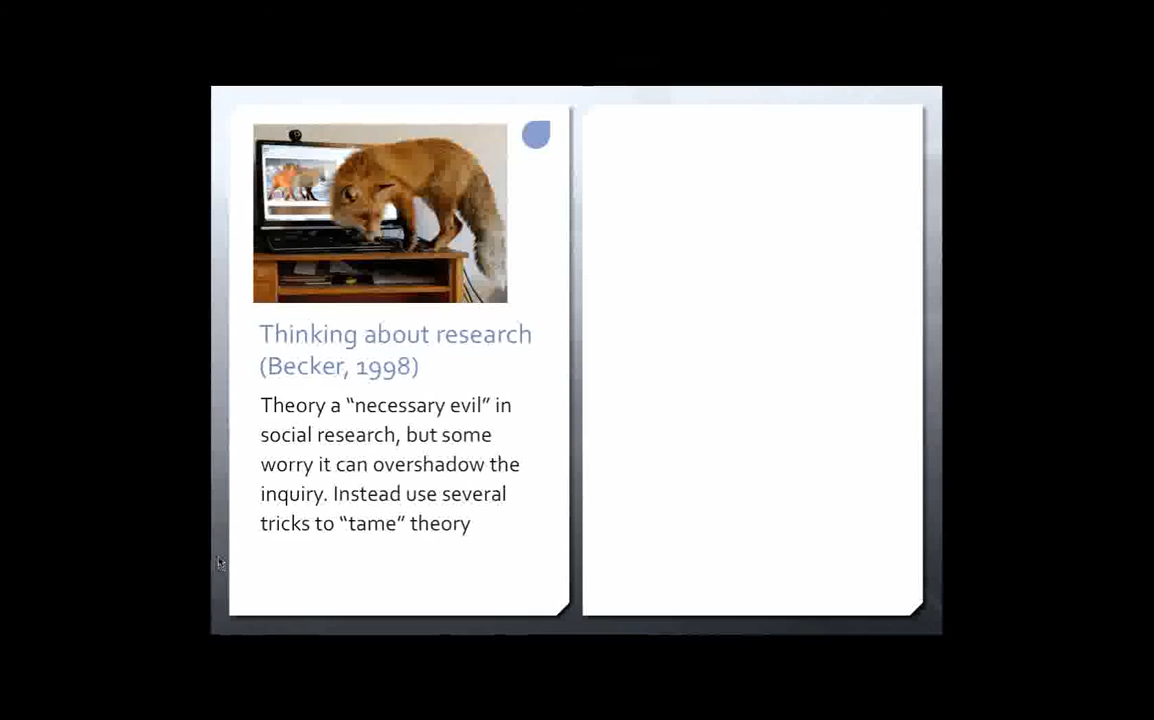 Thinking about research
(Becker, 1998)
Theory a “necessary evil” in
social research, but some
worry it can overshadow the
inquiry. Instead use several
tricks to “tame” theory